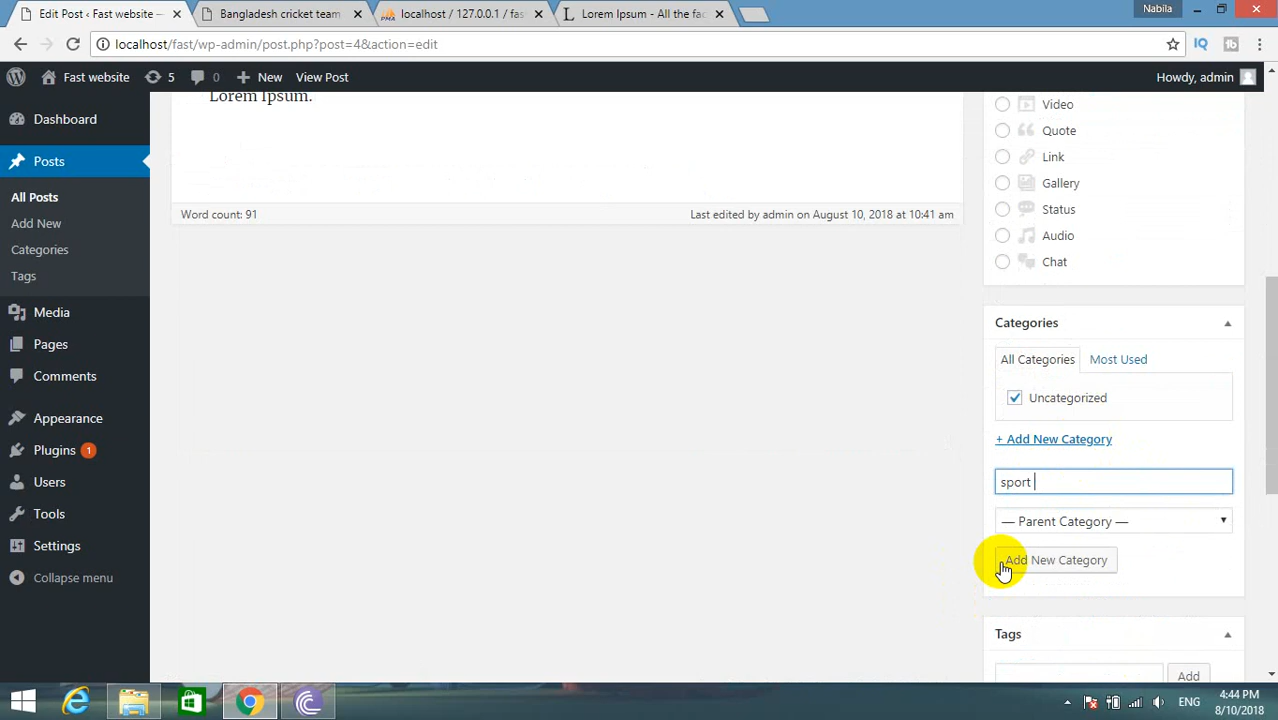 Edit Post ‹ Fast website —
Bangladesh cricket team
localhost / 127.0.0.1 / fas
Lorem Ipsum - All the fac
Nabila
localhost/fast/wp-admin/post.php?post=4&action=edit
Fast website
5
0
New
View Post
Howdy, admin
Dashboard
Posts
All Posts
Add New
Categories
Tags
Media
Pages
Comments
Appearance
Plugins 1
Users
Tools
Settings
Collapse menu
Lorem Ipsum.
Word count: 91
Last edited by admin on August 10, 2018 at 10:41 am
Video
Quote
Link
Gallery
Status
Audio
Chat
Categories
All Categories
Most Used
Uncategorized
+ Add New Category
sport
— Parent Category —
Add New Category
Tags
Add
ENG
4:44 PM
8/10/2018